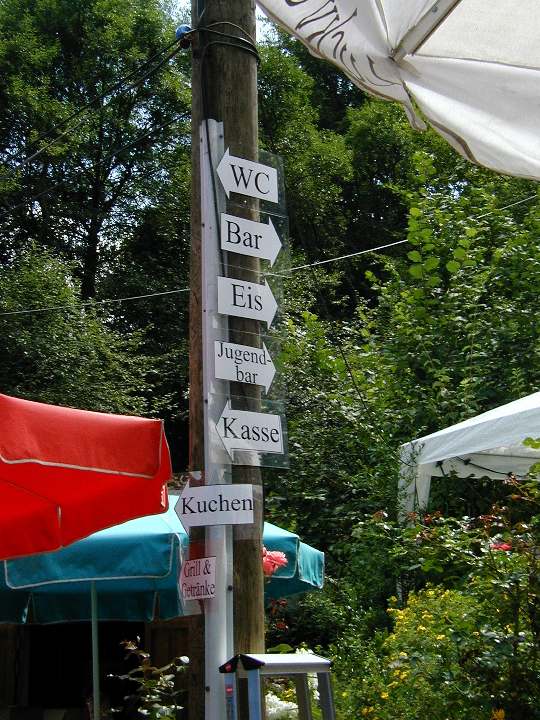 WC
Bar
Eis
Jugend-
bar
Kasse
Kuchen
Grill &
Getränke